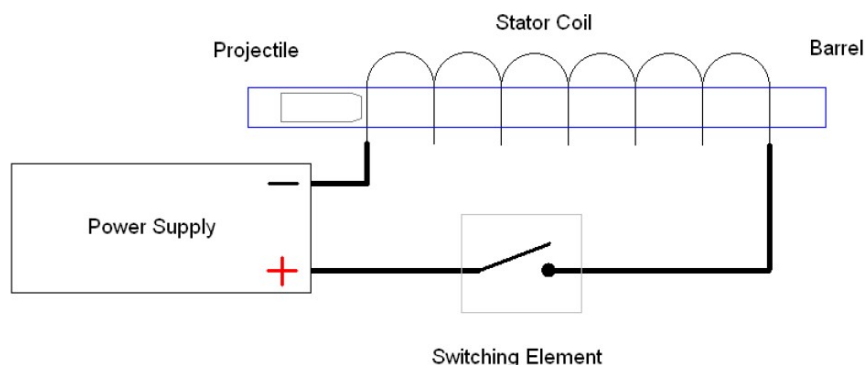 Stator Coil
Projectile
Barrel
Power Supply
−
+
Switching Element